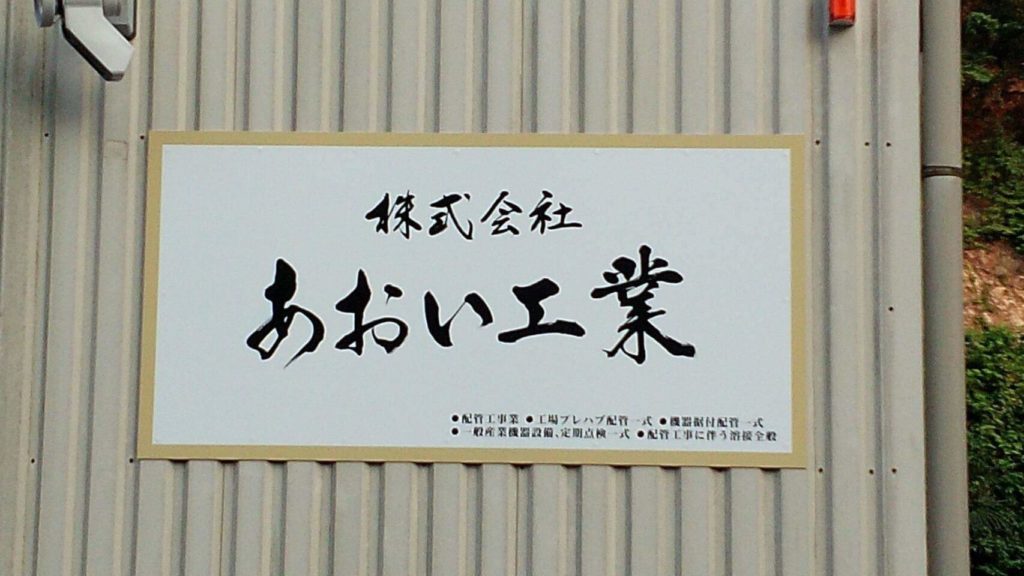 株式会社
あおい工業
●配管工事業 ●工場プレハブ配管一式 ●機器据付配管一式
●一般産業機器設備、定期点検一式 ●配管工事に伴う溶接全般